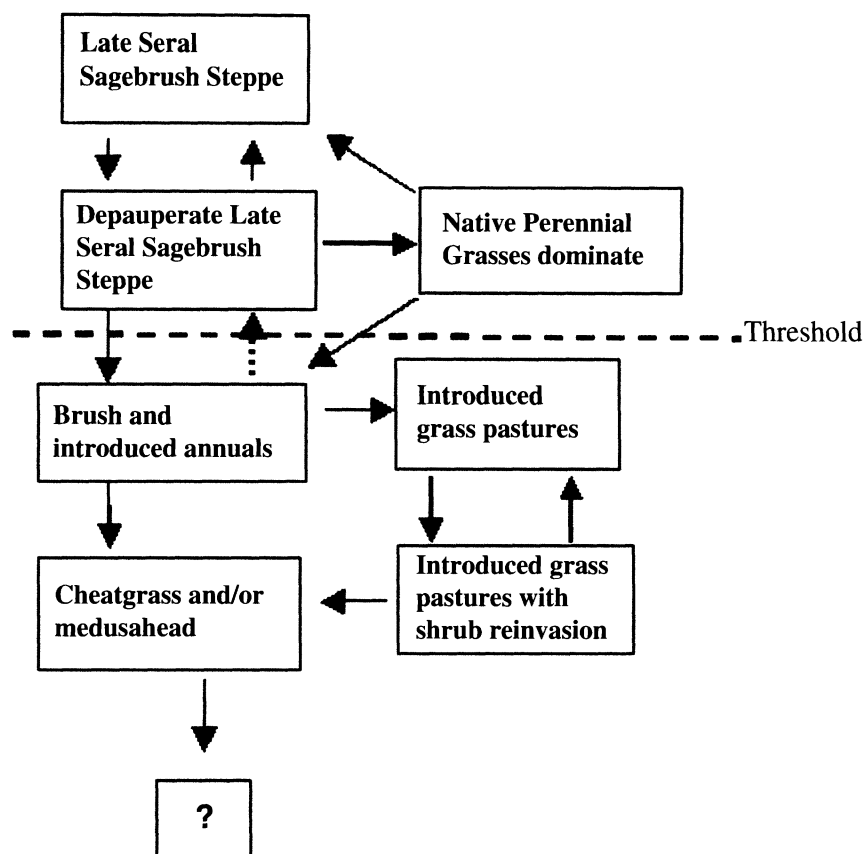 Late Seral
Sagebrush Steppe
Depauperate Late
Seral Sagebrush
Steppe
Native Perennial
Grasses dominate
Threshold
Brush and
introduced annuals
Introduced
grass pastures
Cheatgrass and/or
medusahead
Introduced grass
pastures with
shrub reinvasion
?